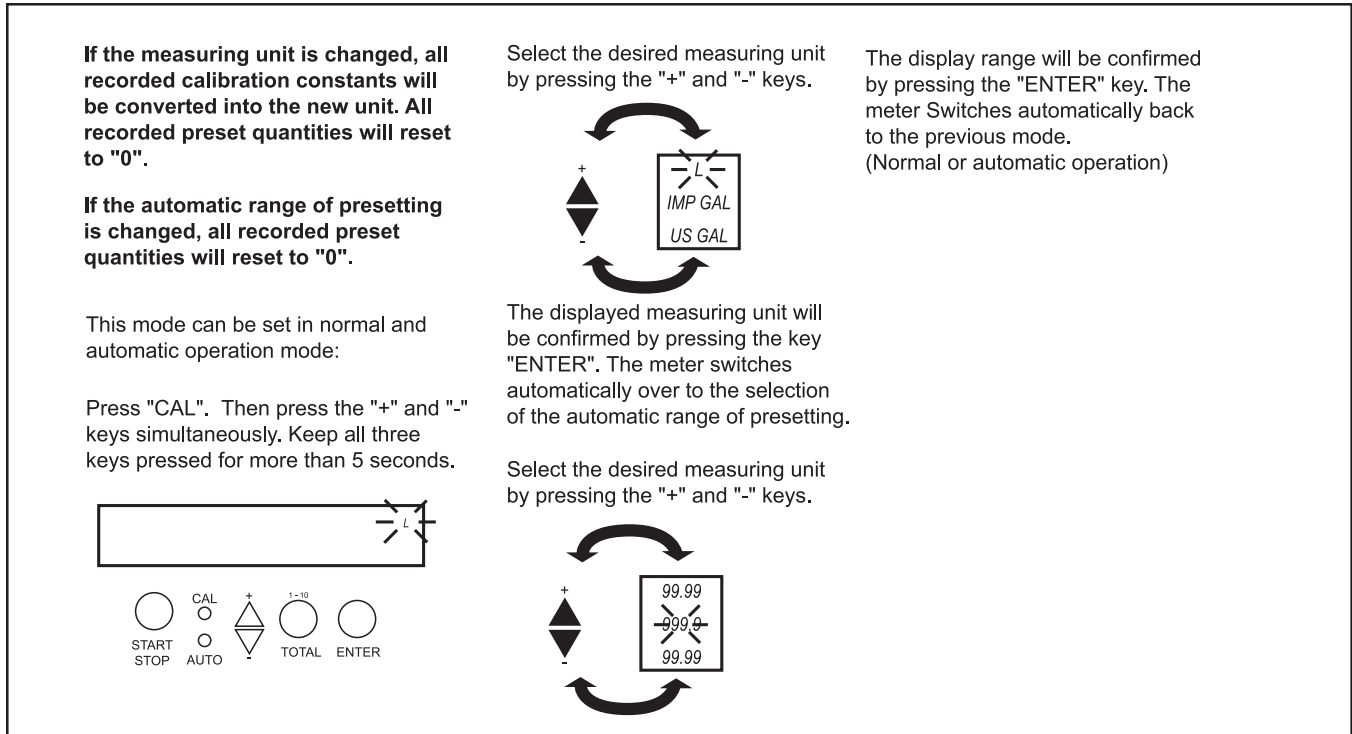 If the measuring unit is changed, all
recorded calibration constants will
be converted into the new unit. All
recorded preset quantities will reset
to "0".
If the automatic range of presetting
is changed, all recorded preset
quantities will reset to "0".
This mode can be set in normal and
automatic operation mode:
Press "CAL".  Then press the "+" and "-"
keys simultaneously. Keep all three
keys pressed for more than 5 seconds.
L
CAL
+
1 - 10
START
STOP
AUTO
-
TOTAL
ENTER
Select the desired measuring unit
by pressing the "+" and "-" keys.
+
-
L
IMP GAL
US GAL
The displayed measuring unit will
be confirmed by pressing the key
"ENTER". The meter switches
automatically over to the selection
of the automatic range of presetting.
Select the desired measuring unit
by pressing the "+" and "-" keys.
+
-
99.99
999.9
99.99
The display range will be confirmed
by pressing the "ENTER" key. The
meter Switches automatically back
to the previous mode.
(Normal or automatic operation)